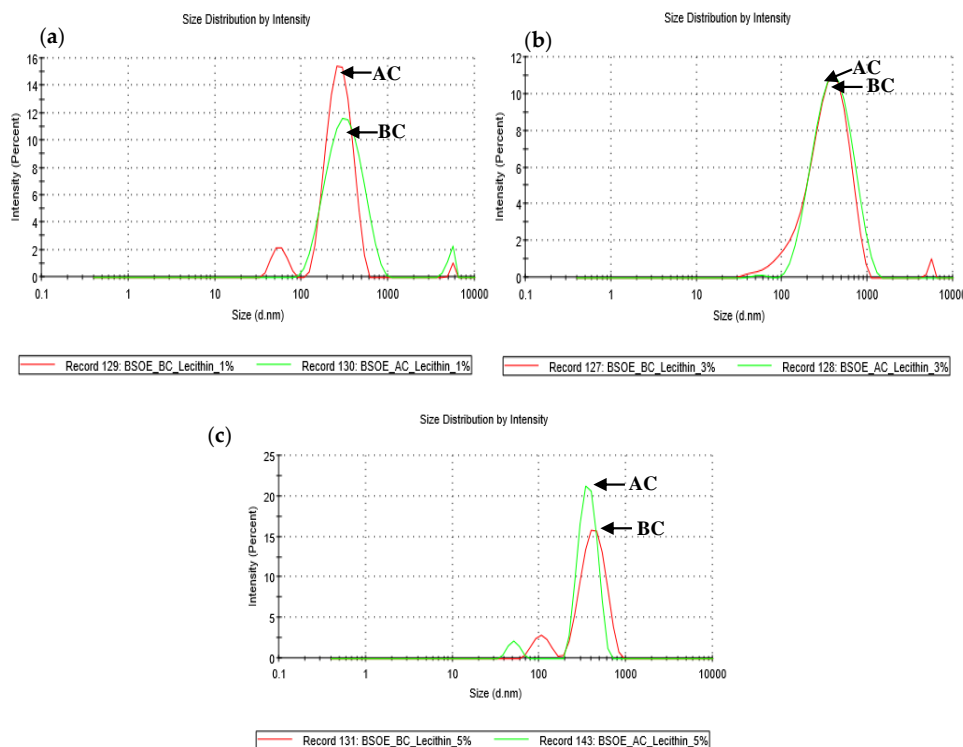 Size Distribution by Intensity
(a)
AC
BC
Intensity (Percent)
16
14
12
10
8
6
4
2
0
0.1 1 10 100 1000 10000
Size (d.nm)
Record 129: BSOE_BC_Lecithin_1% Record 130: BSOE_AC_Lecithin_1%
Size Distribution by Intensity
(b)
AC
BC
Intensity (Percent)
12
10
8
6
4
2
0
0.1 1 10 100 1000 10000
Size (d.nm)
Record 127: BSOE_BC_Lecithin_3% Record 128: BSOE_AC_Lecithin_3%
Size Distribution by Intensity
(c)
AC
BC
Intensity (Percent)
25
20
15
10
5
0
0.1 1 10 100 1000 10000
Size (d.nm)
Record 131: BSOE_BC_Lecithin_5% Record 143: BSOE_AC_Lecithin_5%